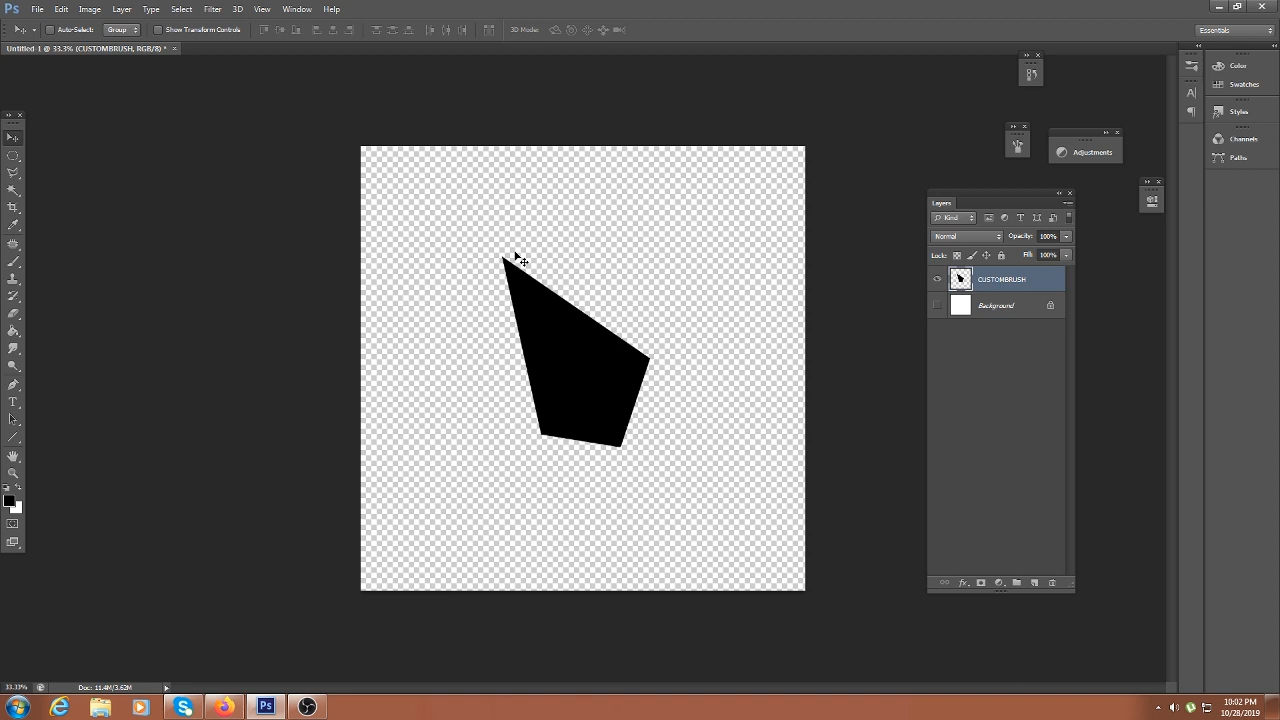 Ps File Edit Image Layer Type Select Filter 3D View Window Help
Auto-Select: Group Show Transform Controls 3D Mode: Essentials
Untitled-1 @ 33.3% (CUSTOMBRUSH, RGB/8) * ×
Color
Swatches
Styles
Channels
Paths
Adjustments
Layers
Kind
Normal Opacity: 100%
Lock: Fill: 100%
CUSTOMBRUSH
Background
33.33% Doc: 11.4M/3.62M
Ps
10:02 PM
10/28/2019